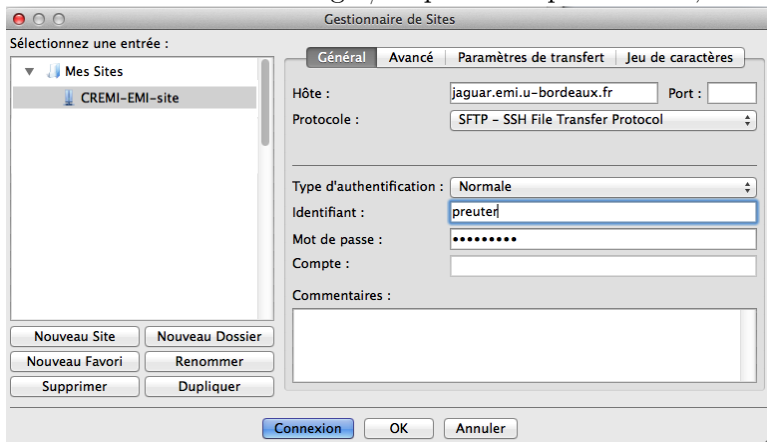 Gestionnaire de Sites
Sélectionnez une entrée :
Mes Sites
CREMI-EMI-site
Général Avancé Paramètres de transfert Jeu de caractères
Hôte : jaguar.emi.u-bordeaux.fr Port :
Protocole : SFTP - SSH File Transfer Protocol
Type d'authentification : Normale
Identifiant : preuter
Mot de passe : •••••••••
Compte :
Commentaires :
Nouveau Site Nouveau Dossier
Nouveau Favori Renommer
Supprimer Dupliquer
Connexion OK Annuler